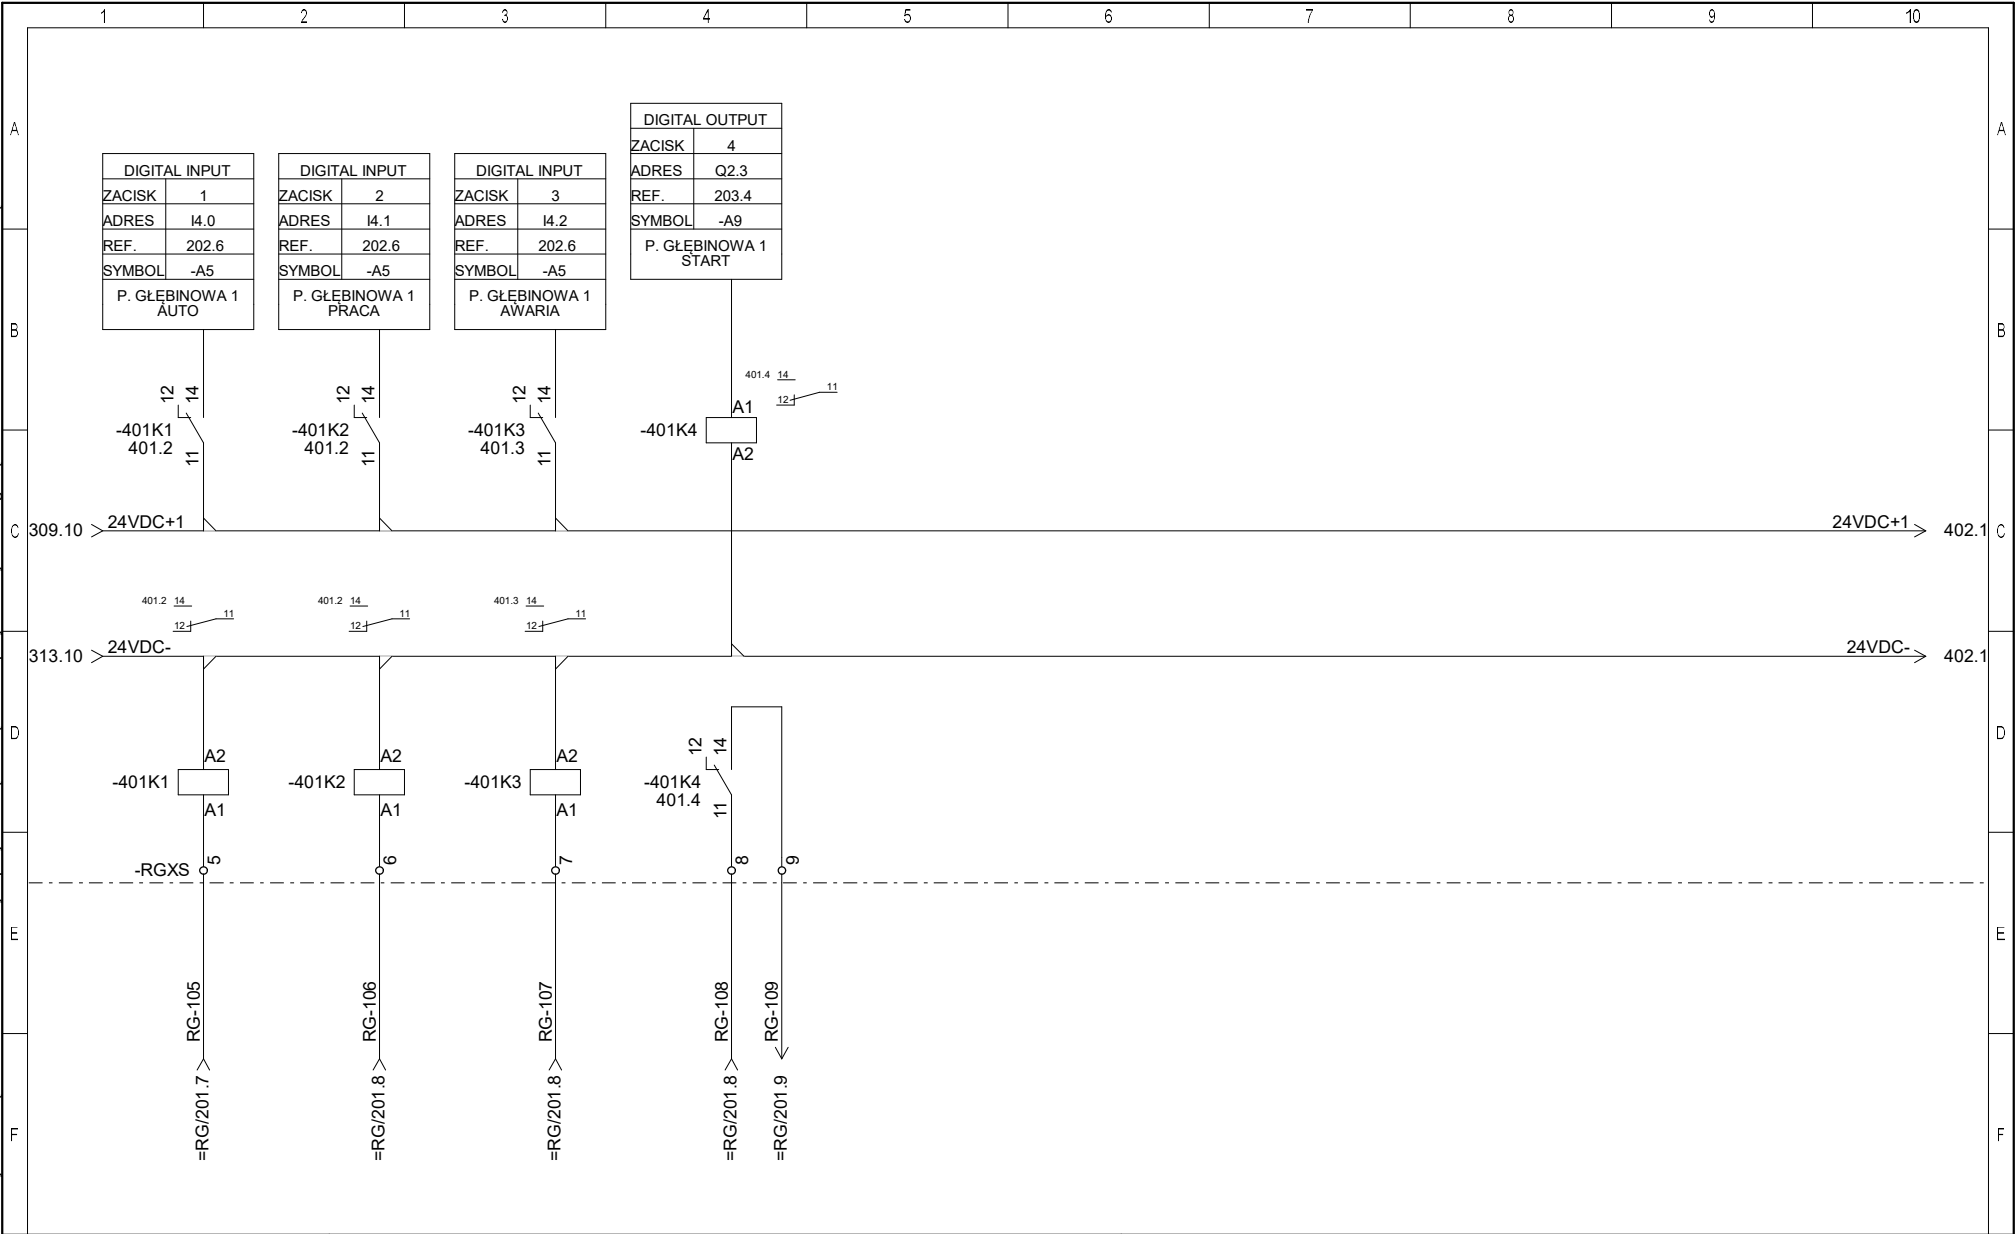 1 2 3 4 5 6 7 8 9 10
A A
DIGITAL OUTPUT
ZACISK 4
ADRES Q2.3
REF. 203.4
SYMBOL -A9
P. GŁĘBINOWA 1
START
DIGITAL INPUT
ZACISK 1
ADRES I4.0
REF. 202.6
SYMBOL -A5
P. GŁĘBINOWA 1
AUTO
DIGITAL INPUT
ZACISK 2
ADRES I4.1
REF. 202.6
SYMBOL -A5
P. GŁĘBINOWA 1
PRACA
DIGITAL INPUT
ZACISK 3
ADRES I4.2
REF. 202.6
SYMBOL -A5
P. GŁĘBINOWA 1
AWARIA
B B
12 14
-401K1
401.2
11
12 14
-401K2
401.2
11
12 14
-401K3
401.3
11
401.4 14
11
12
A1
-401K4
A2
C 309.10 24VDC+1 24VDC+1 402.1 C
401.2 14
11
12
401.2 14
11
12
401.3 14
11
12
313.10 24VDC- 24VDC- 402.1
D D
A2
-401K1
A1
A2
-401K2
A1
A2
-401K3
A1
12 14
-401K4
401.4
11
-RGXS 5 6 7 8 9
E E
RG-105 RG-106 RG-107 RG-108 RG-109
=RG/201.7 =RG/201.8 =RG/201.8 =RG/201.8 =RG/201.9
F F